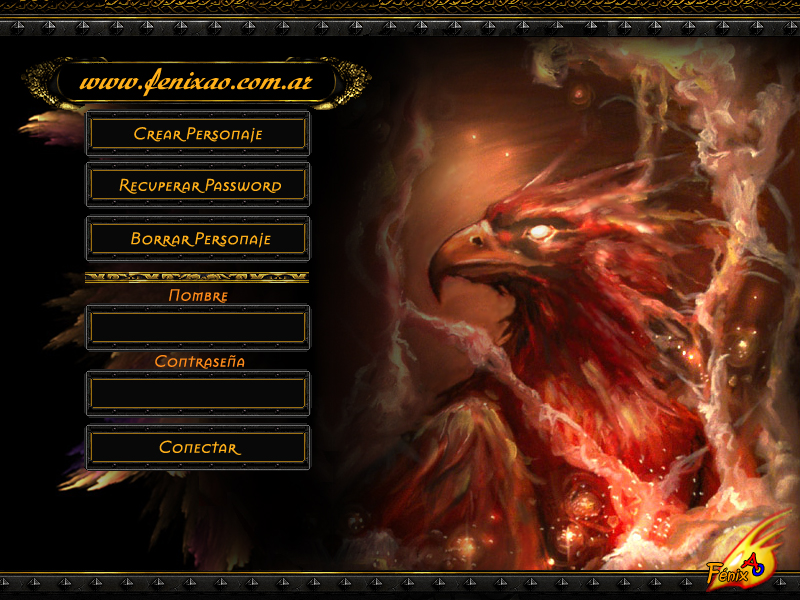 www.fenixao.com.ar
Crear Personaje
Recuperar Password
Borrar Personaje
Nombre
Contraseña
Conectar
Fénix AO